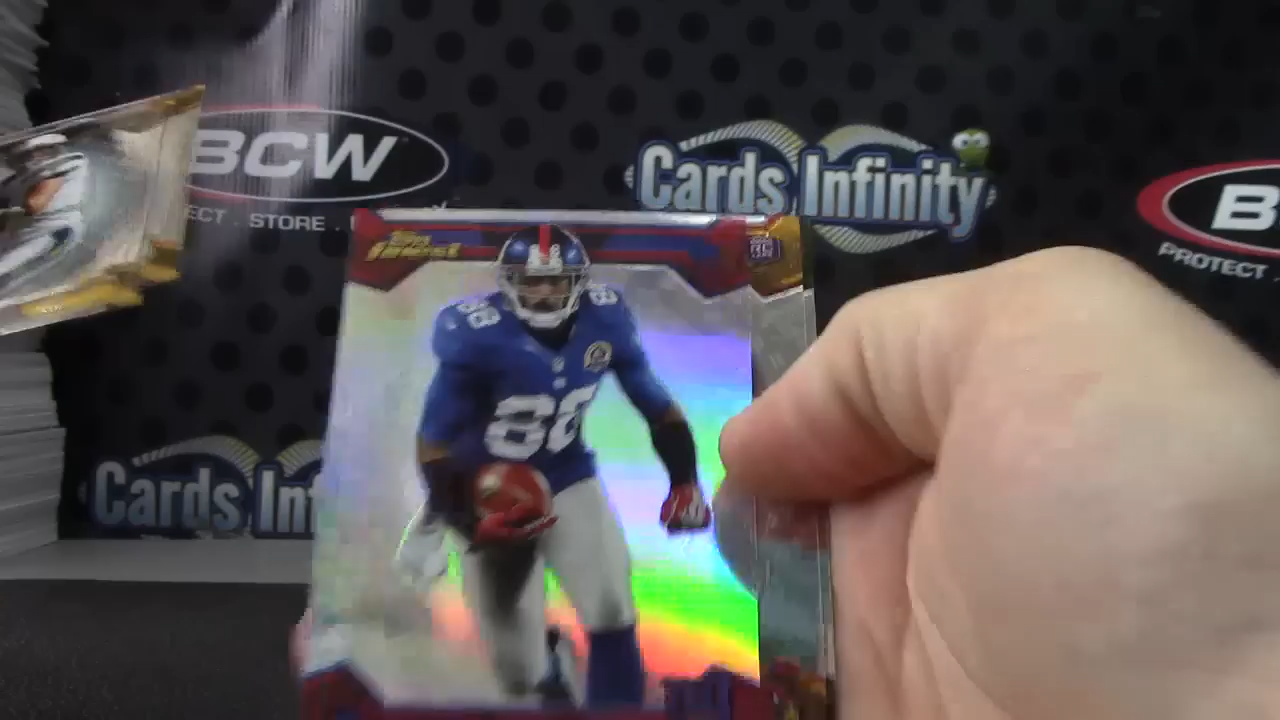 BCW
ECT . STORE .
Cards Infinity
B
PROTECT
Topps
Finest
88
88
Cards Inf